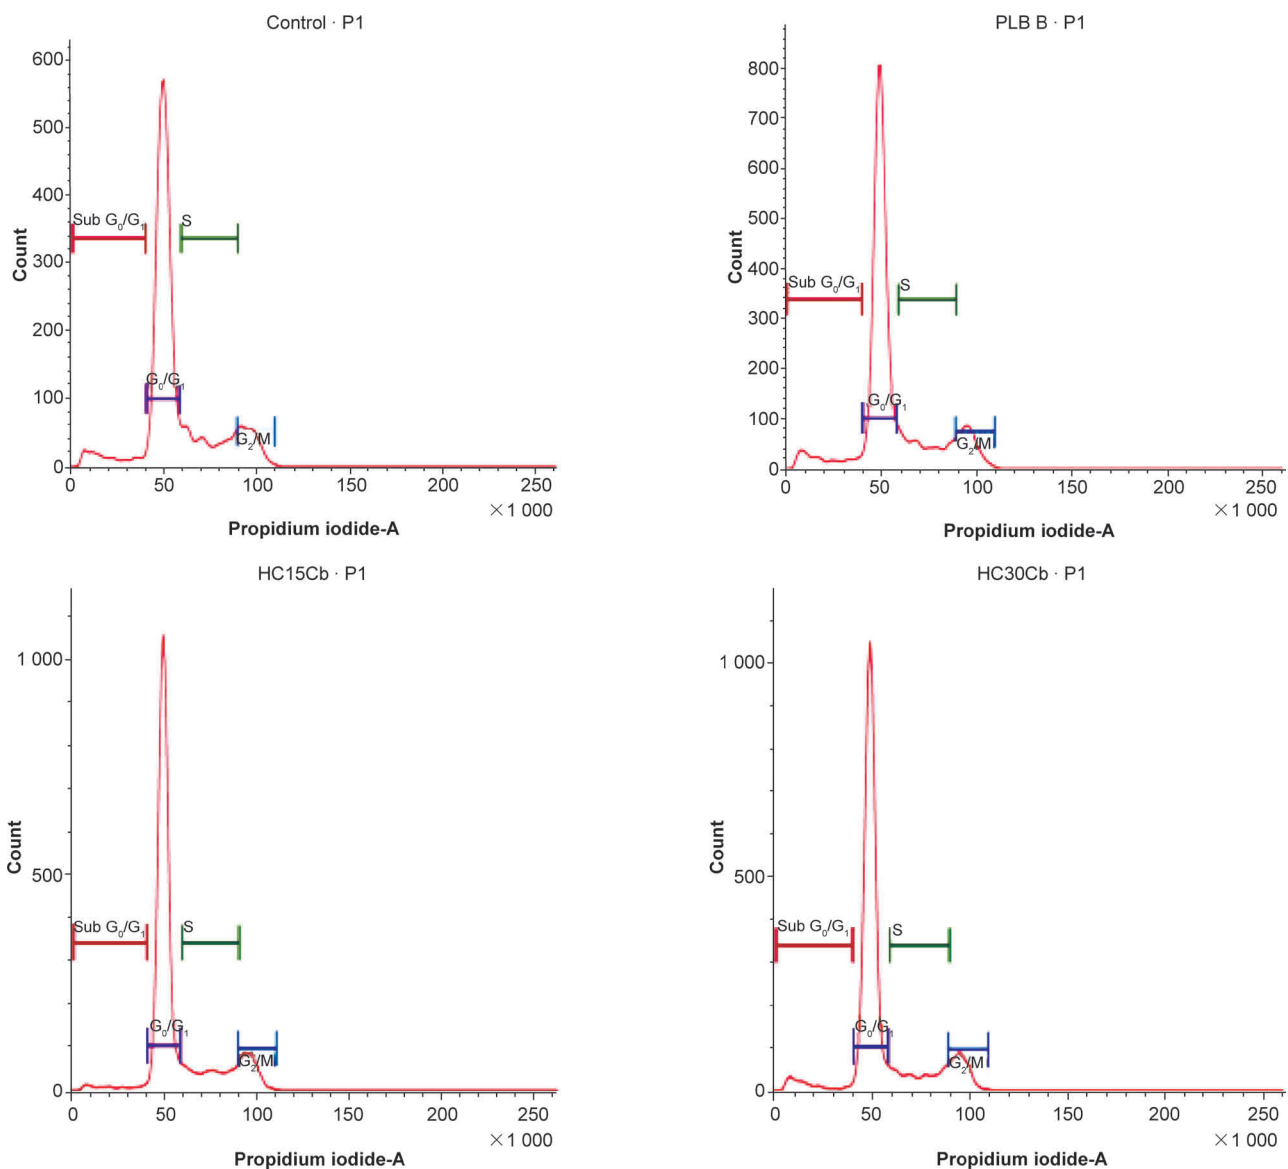 Control · P1
600
500
400
300
200
100
0
Count
Sub G₀/G₁
S
G₀/G₁
G₂/M
0 50 100 150 200 250
×1 000
Propidium iodide-A
PLB B · P1
800
700
600
500
400
300
200
100
0
Count
Sub G₀/G₁
S
G₀/G₁
G₂/M
0 50 100 150 200 250
×1 000
Propidium iodide-A
HC15Cb · P1
1 000
500
0
Count
Sub G₀/G₁
S
G₀/G₁
G₂/M
0 50 100 150 200 250
×1 000
Propidium iodide-A
HC30Cb · P1
1 000
500
0
Count
Sub G₀/G₁
S
G₀/G₁
G₂/M
0 50 100 150 200 250
×1 000
Propidium iodide-A